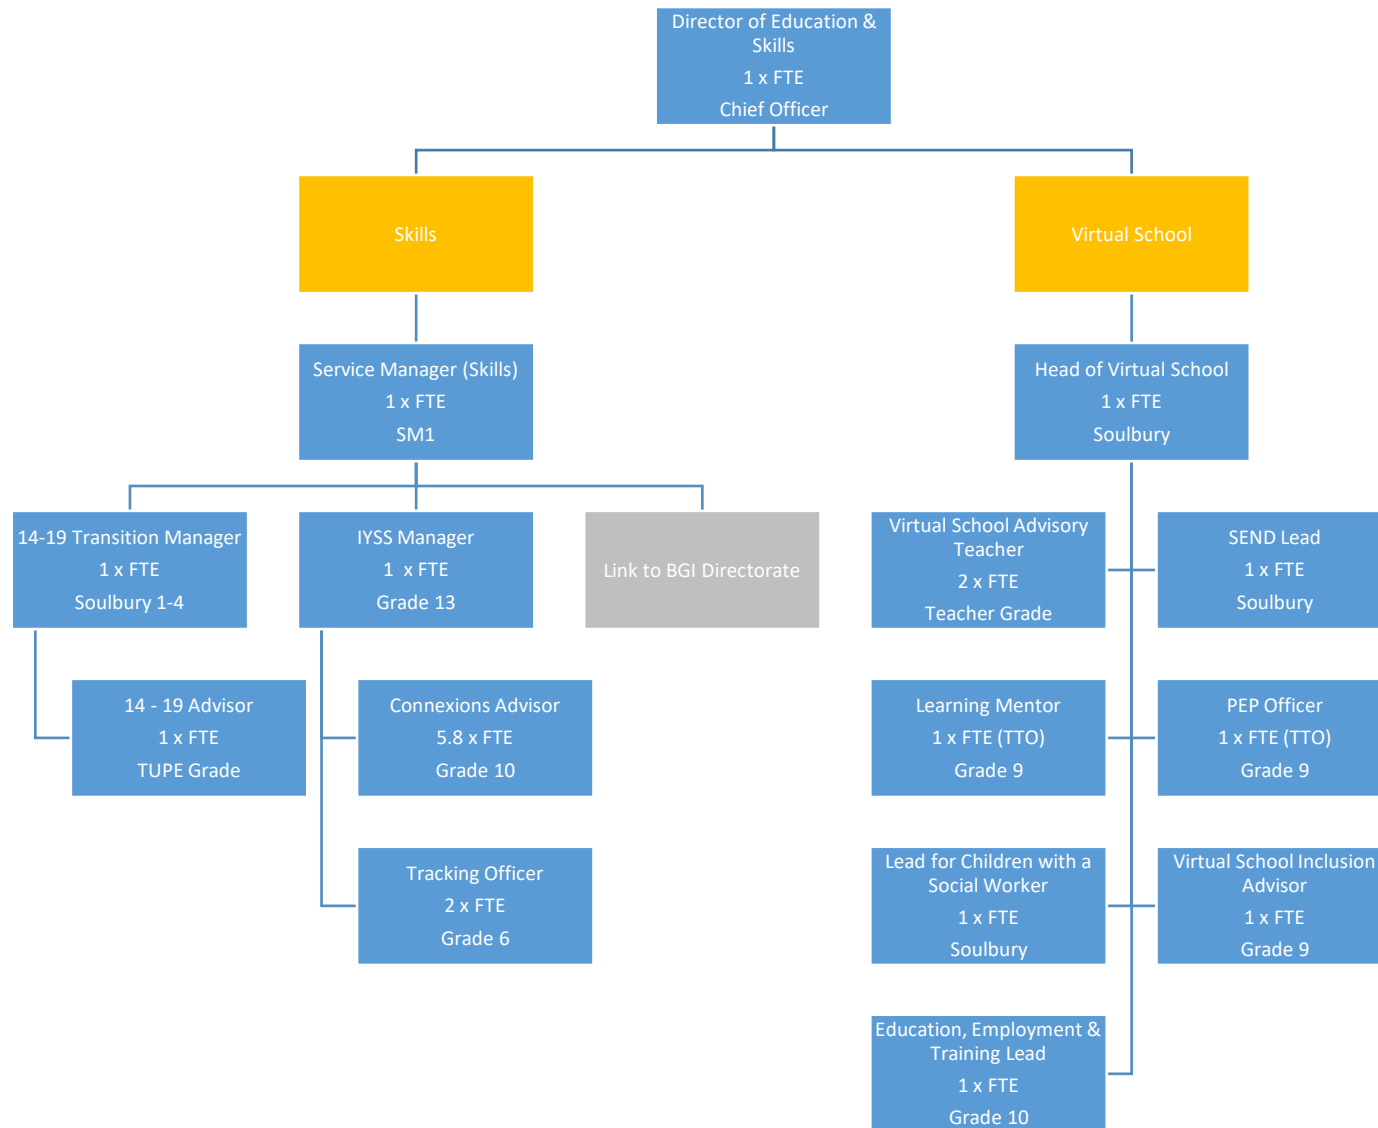 Director of Education &
Skills
1 x FTE
Chief Officer
Skills
Virtual School
Service Manager (Skills)
1 x FTE
SM1
Head of Virtual School
1 x FTE
Soulbury
14-19 Transition Manager
1 x FTE
Soulbury 1-4
IYSS Manager
1 x FTE
Grade 13
Link to BGI Directorate
Virtual School Advisory
Teacher
2 x FTE
Teacher Grade
SEND Lead
1 x FTE
Soulbury
14 - 19 Advisor
1 x FTE
TUPE Grade
Connexions Advisor
5.8 x FTE
Grade 10
Learning Mentor
1 x FTE (TTO)
Grade 9
PEP Officer
1 x FTE (TTO)
Grade 9
Tracking Officer
2 x FTE
Grade 6
Lead for Children with a
Social Worker
1 x FTE
Soulbury
Virtual School Inclusion
Advisor
1 x FTE
Grade 9
Education, Employment &
Training Lead
1 x FTE
Grade 10